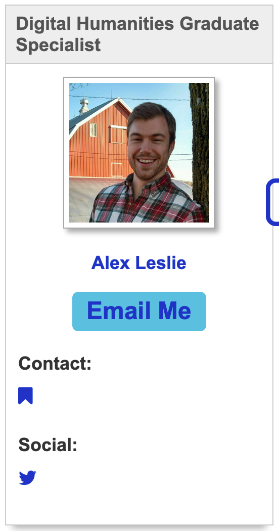 Digital Humanities Graduate
Specialist
Alex Leslie
Email Me
Contact:
Social: